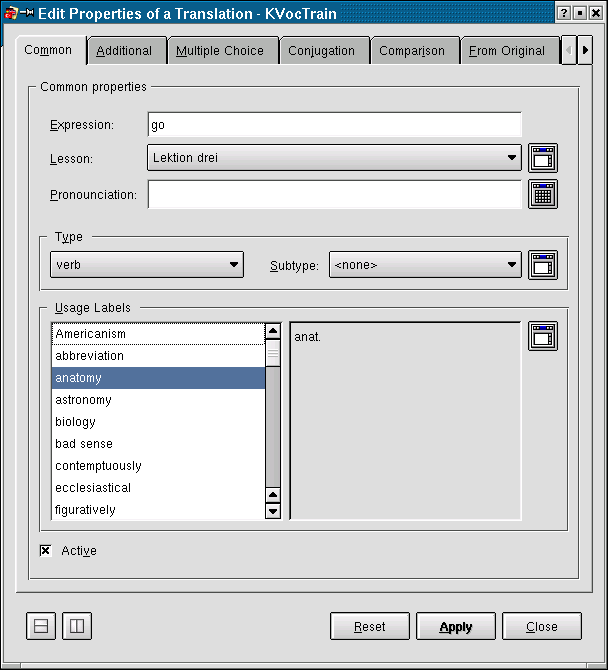 Edit Properties of a Translation - KVocTrain
Common Additional Multiple Choice Conjugation Comparison From Original
Common properties
Expression: go
Lesson: Lektion drei
Pronounciation:
Type
verb Subtype: <none>
Usage Labels
Americanism anat.
abbreviation
anatomy
astronomy
biology
bad sense
contemptuously
ecclesiastical
figuratively
Active
Reset Apply Close